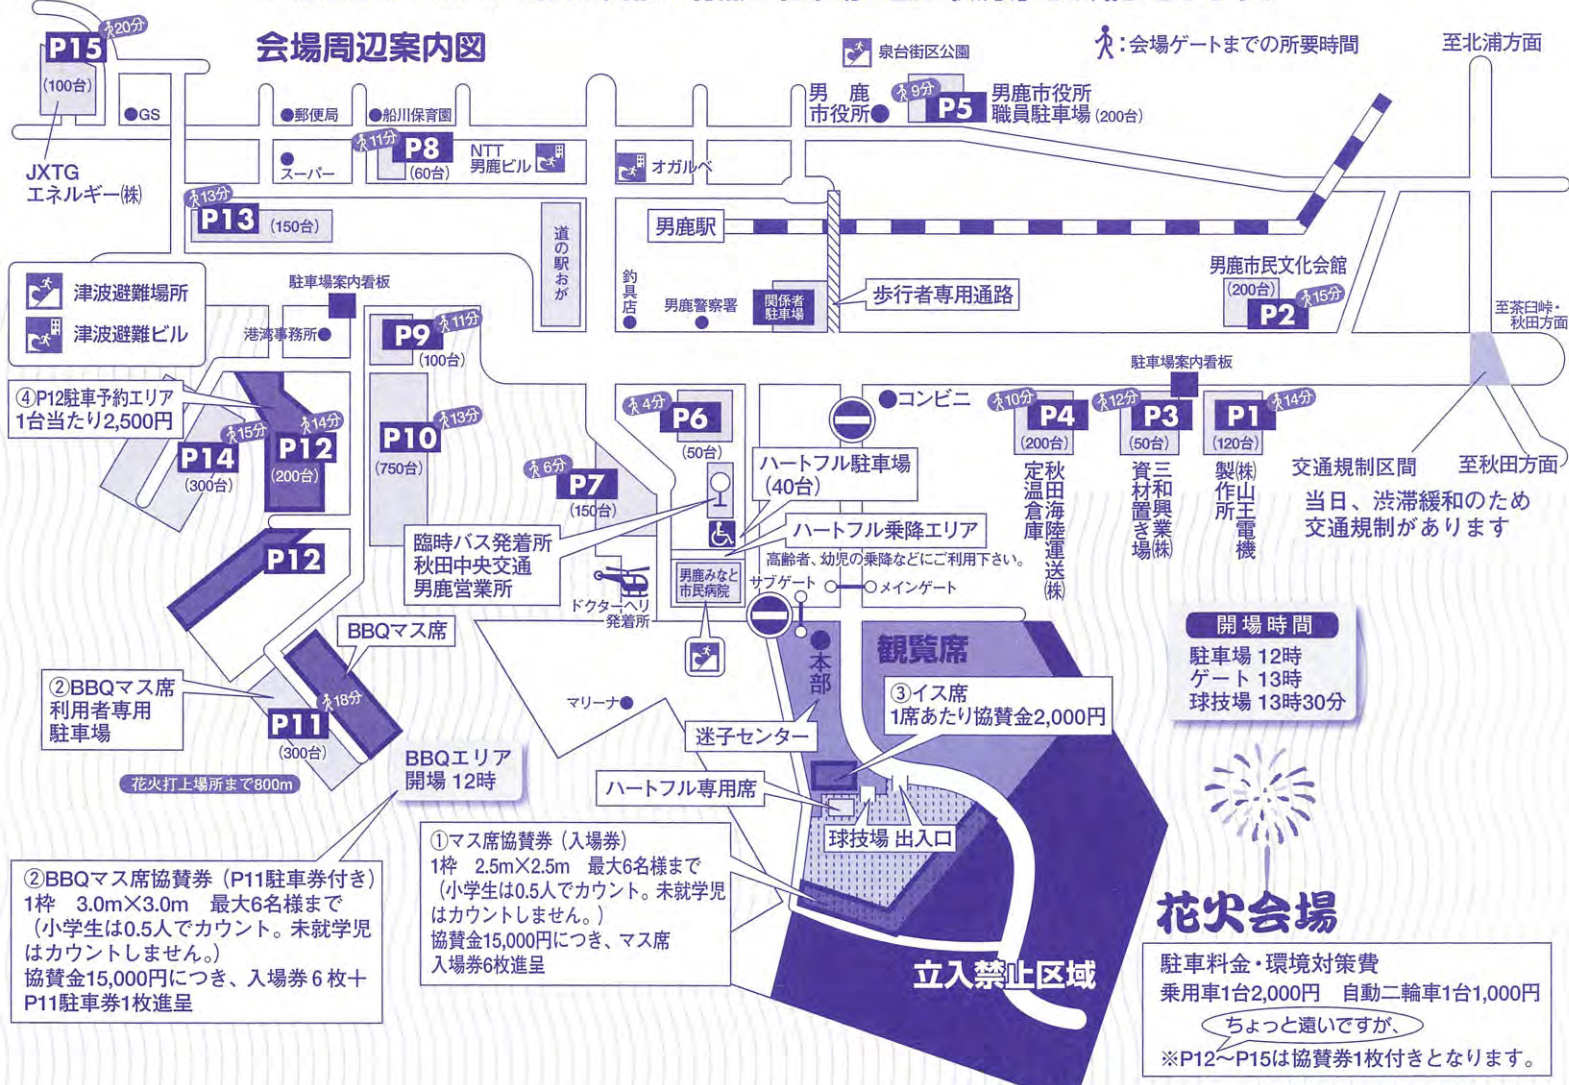 会場周辺案内図
:会場ゲートまでの所要時間
至北浦方面
泉台街区公園
P15
20分
(100台)
JXTG
エネルギー(株)
GS
郵便局
船川保育園
スーパー
11分
P8
(60台)
NTT
男鹿ビル
オガルベ
男鹿
市役所
9分
P5
男鹿市役所
職員駐車場(200台)
13分
P13
(150台)
道の駅おが
男鹿駅
歩行者専用通路
釣具店
男鹿警察署
関係者
駐車場
男鹿市民文化会館
(200台)
P2
15分
至茶臼峠・
秋田方面
津波避難場所
津波避難ビル
駐車場案内看板
港湾事務所
P9
11分
(100台)
④P12駐車予約エリア
1台当たり2,500円
15分
P14
(300台)
14分
P12
(200台)
13分
P10
(750台)
P12
4分
P6
(50台)
6分
P7
(150台)
コンビニ
駐車場案内看板
10分
P4
(200台)
秋田海陸運送(株)
定温倉庫
12分
P3
(50台)
三和興業(株)
資材置き場
P1
14分
(120台)
(株)山王電機
製作所
交通規制区間
至秋田方面
当日、渋滞緩和のため
交通規制があります
ハートフル駐車場
(40台)
ハートフル乗降エリア
高齢者、幼児の乗降などにご利用下さい。
臨時バス発着所
秋田中央交通
男鹿営業所
ドクターヘリ
発着所
男鹿みなと
市民病院
サブゲート
メインゲート
BBQマス席
②BBQマス席
利用者専用
駐車場
18分
P11
(300台)
花火打上場所まで800m
BBQエリア
開場 12時
マリーナ
本部
観覧席
迷子センター
③イス席
1席あたり協賛金2,000円
ハートフル専用席
球技場 出入口
開場時間
駐車場 12時
ゲート 13時
球技場 13時30分
②BBQマス席協賛券(P11駐車券付き)
1枠 3.0m×3.0m 最大6名様まで
(小学生は0.5人でカウント。未就学児
はカウントしません。)
協賛金15,000円につき、入場券6枚+
P11駐車券1枚進呈
①マス席協賛券(入場券)
1枠 2.5m×2.5m 最大6名様まで
(小学生は0.5人でカウント。未就学児
はカウントしません。)
協賛金15,000円につき、マス席
入場券6枚進呈
立入禁止区域
花火会場
駐車料金・環境対策費
乗用車1台2,000円 自動二輪車1台1,000円
ちょっと遠いですが、
※P12~P15は協賛券1枚付きとなります。